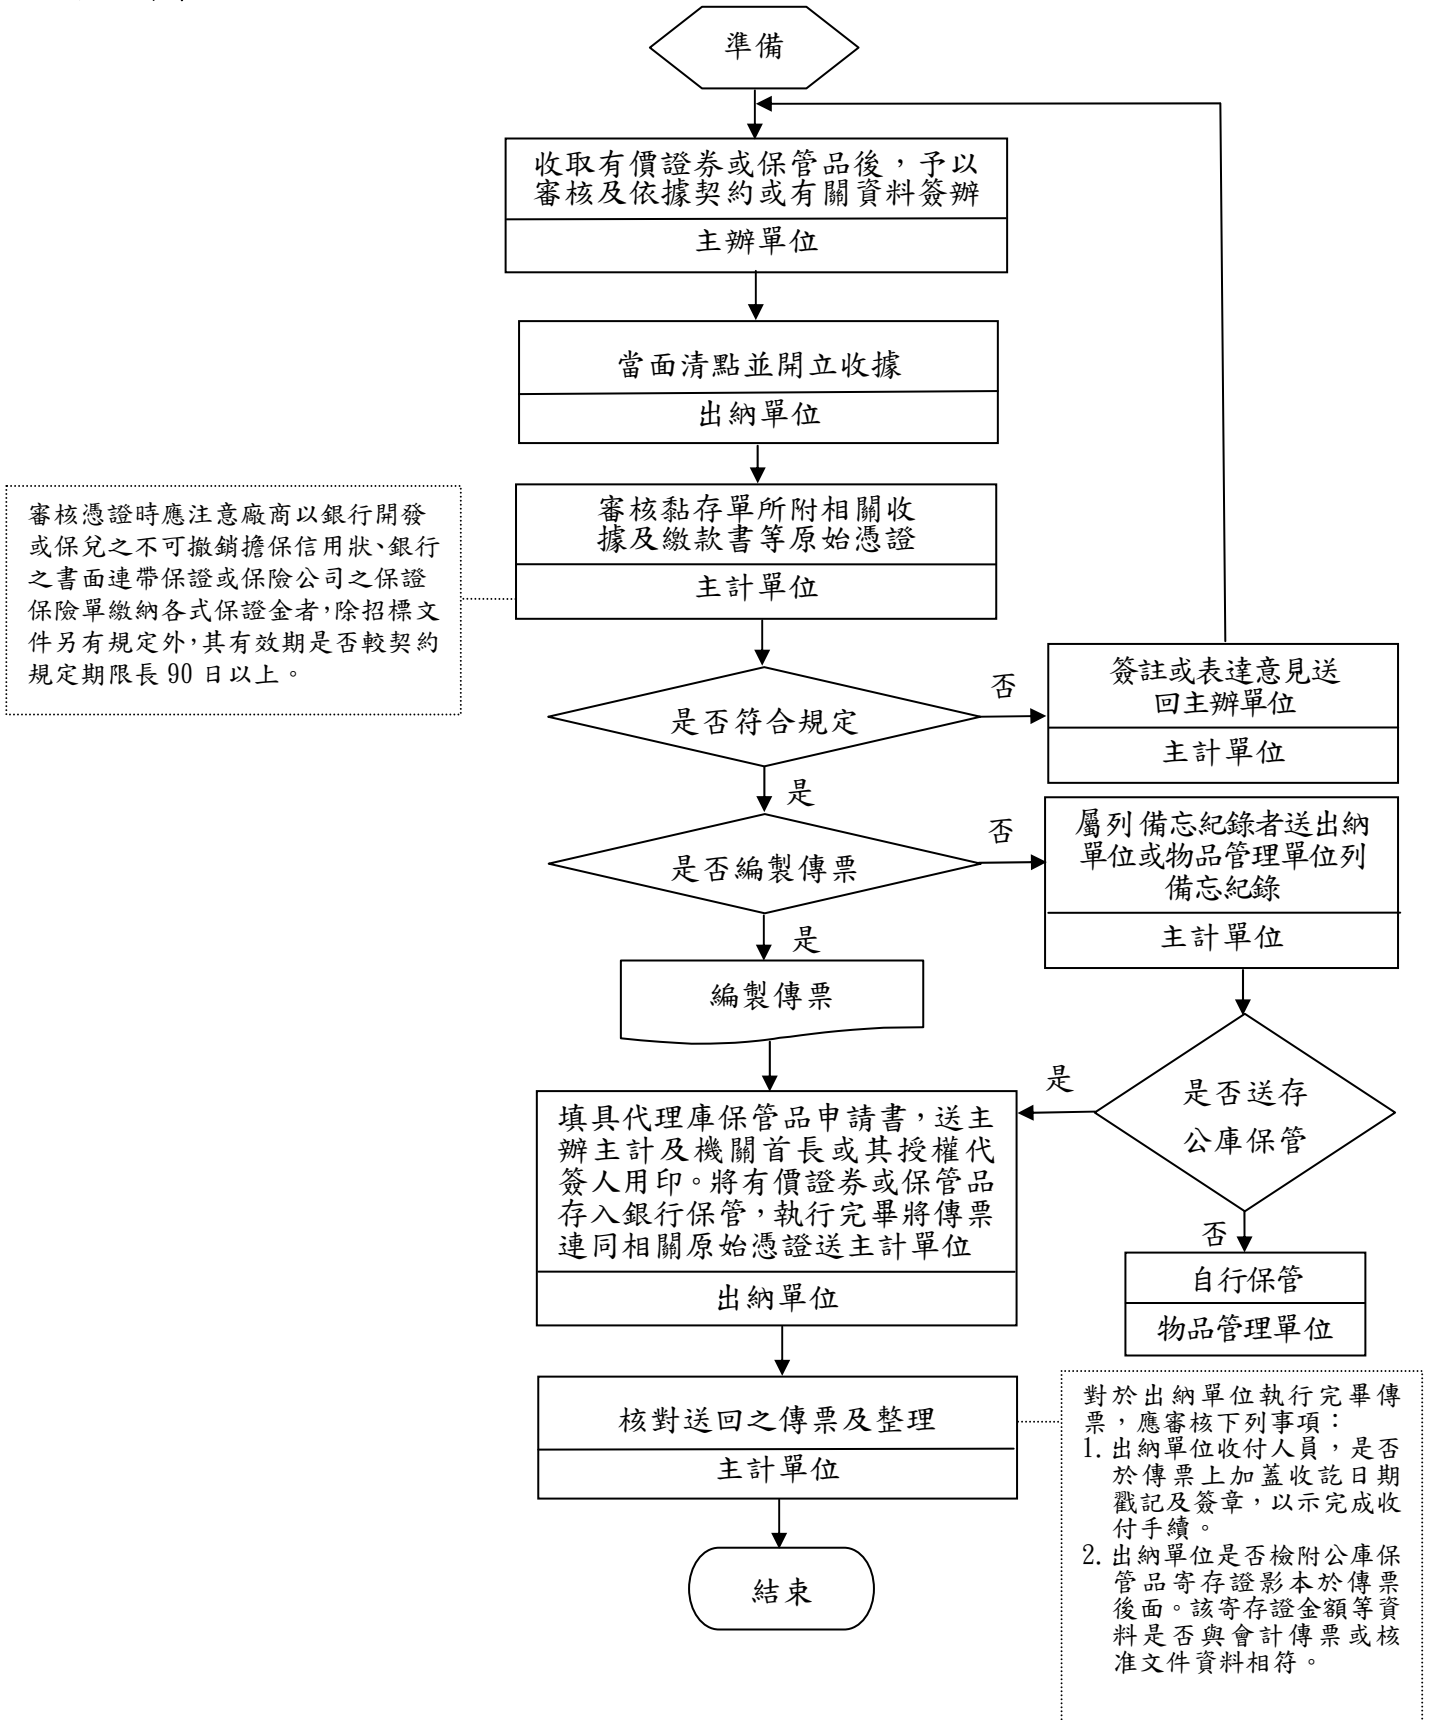 準備
收取有價證券或保管品後，予以
審核及依據契約或有關資料簽辦
主辦單位
當面清點並開立收據
出納單位
審核憑證時應注意廠商以銀行開發
或保兌之不可撤銷擔保信用狀、銀行
之書面連帶保證或保險公司之保證
保險單繳納各式保證金者，除招標文
件另有規定外，其有效期是否較契約
規定期限長 90 日以上。
審核黏存單所附相關收
據及繳款書等原始憑證
主計單位
是否符合規定
否
簽註或表達意見送
回主辦單位
主計單位
是
是否編製傳票
否
屬列備忘紀錄者送出納
單位或物品管理單位列
備忘紀錄
主計單位
是
編製傳票
是否送存
公庫保管
是
填具代理庫保管品申請書，送主
辦主計及機關首長或其授權代
簽人用印。將有價證券或保管品
存入銀行保管，執行完畢將傳票
連同相關原始憑證送主計單位
出納單位
否
自行保管
物品管理單位
核對送回之傳票及整理
主計單位
對於出納單位執行完畢傳
票，應審核下列事項：
1. 出納單位收付人員，是否
於傳票上加蓋收訖日期
戳記及簽章，以示完成收
付手續。
2. 出納單位是否檢附公庫保
管品寄存證影本於傳票
後面。該寄存證金額等資
料是否與會計傳票或核
准文件資料相符。
結束